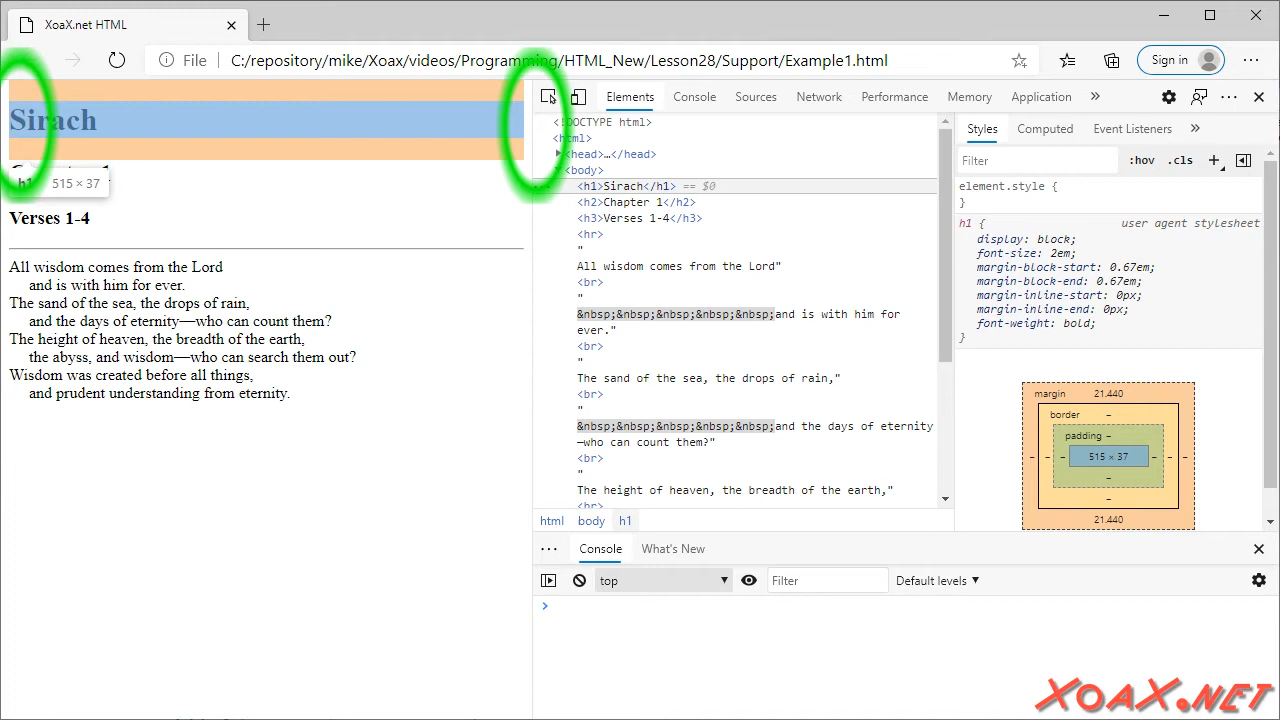 XoaX.net HTML
File
C:/repository/mike/Xoax/videos/Programming/HTML_New/Lesson28/Support/Example1.html
Sign in
Sirach
h1 515 × 37
Verses 1-4
All wisdom comes from the Lord
and is with him for ever.
The sand of the sea, the drops of rain,
and the days of eternity—who can count them?
The height of heaven, the breadth of the earth,
the abyss, and wisdom—who can search them out?
Wisdom was created before all things,
and prudent understanding from eternity.
Elements Console Sources Network Performance Memory Application »
<!DOCTYPE html>
<html>
<head>…</head>
<body>
<h1>Sirach</h1> == $0
<h2>Chapter 1</h2>
<h3>Verses 1-4</h3>
<hr>
"
All wisdom comes from the Lord"
<br>
"
&nbsp;&nbsp;&nbsp;&nbsp;&nbsp;and is with him for
ever."
<br>
"
The sand of the sea, the drops of rain,"
<br>
"
&nbsp;&nbsp;&nbsp;&nbsp;&nbsp;and the days of eternity
—who can count them?"
<br>
"
The height of heaven, the breadth of the earth,"
<br>
html body h1
Styles Computed Event Listeners »
Filter :hov .cls +
element.style {
}
h1 { user agent stylesheet
display: block;
font-size: 2em;
margin-block-start: 0.67em;
margin-block-end: 0.67em;
margin-inline-start: 0px;
margin-inline-end: 0px;
font-weight: bold;
}
margin 21.440
border –
padding –
– – – 515 × 37 – – –
–
–
21.440
Console What's New
top Filter Default levels
>
XoaX.net